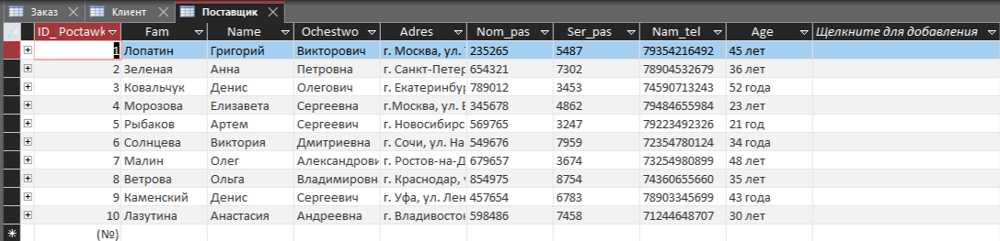 Заказ Клиент Поставщик
ID_Postawk Fam Name Ochestwo Adres Nom_pas Ser_pas Nam_tel Age Щелкните для добавления
1 Лопатин Григорий Викторович г. Москва, ул. 235265 5487 79354216492 45 лет
2 Зеленая Анна Петровна г. Санкт-Петер 654321 7302 78904532679 36 лет
3 Ковальчук Денис Олегович г. Екатеринбур 789012 3453 74590713243 52 года
4 Морозова Елизавета Сергеевна г.Москва, ул. 345678 4862 79484655984 23 лет
5 Рыбаков Артем Сергеевич г. Новосибирс 569765 3247 79223492326 21 год
6 Солнцева Виктория Дмитриевна г. Сочи, ул. На 549676 7959 72354780124 34 года
7 Малин Олег Александрови г. Ростов-на-Д 679657 3674 73254980899 48 лет
8 Ветрова Ольга Владимировн г. Краснодар, 854975 8754 74360655660 35 лет
9 Каменский Денис Сергеевич г. Уфа, ул. Лен 457654 6783 78903345699 43 года
10 Лазутина Анастасия Андреевна г. Владивосто 598486 7458 71244648707 30 лет
(№)